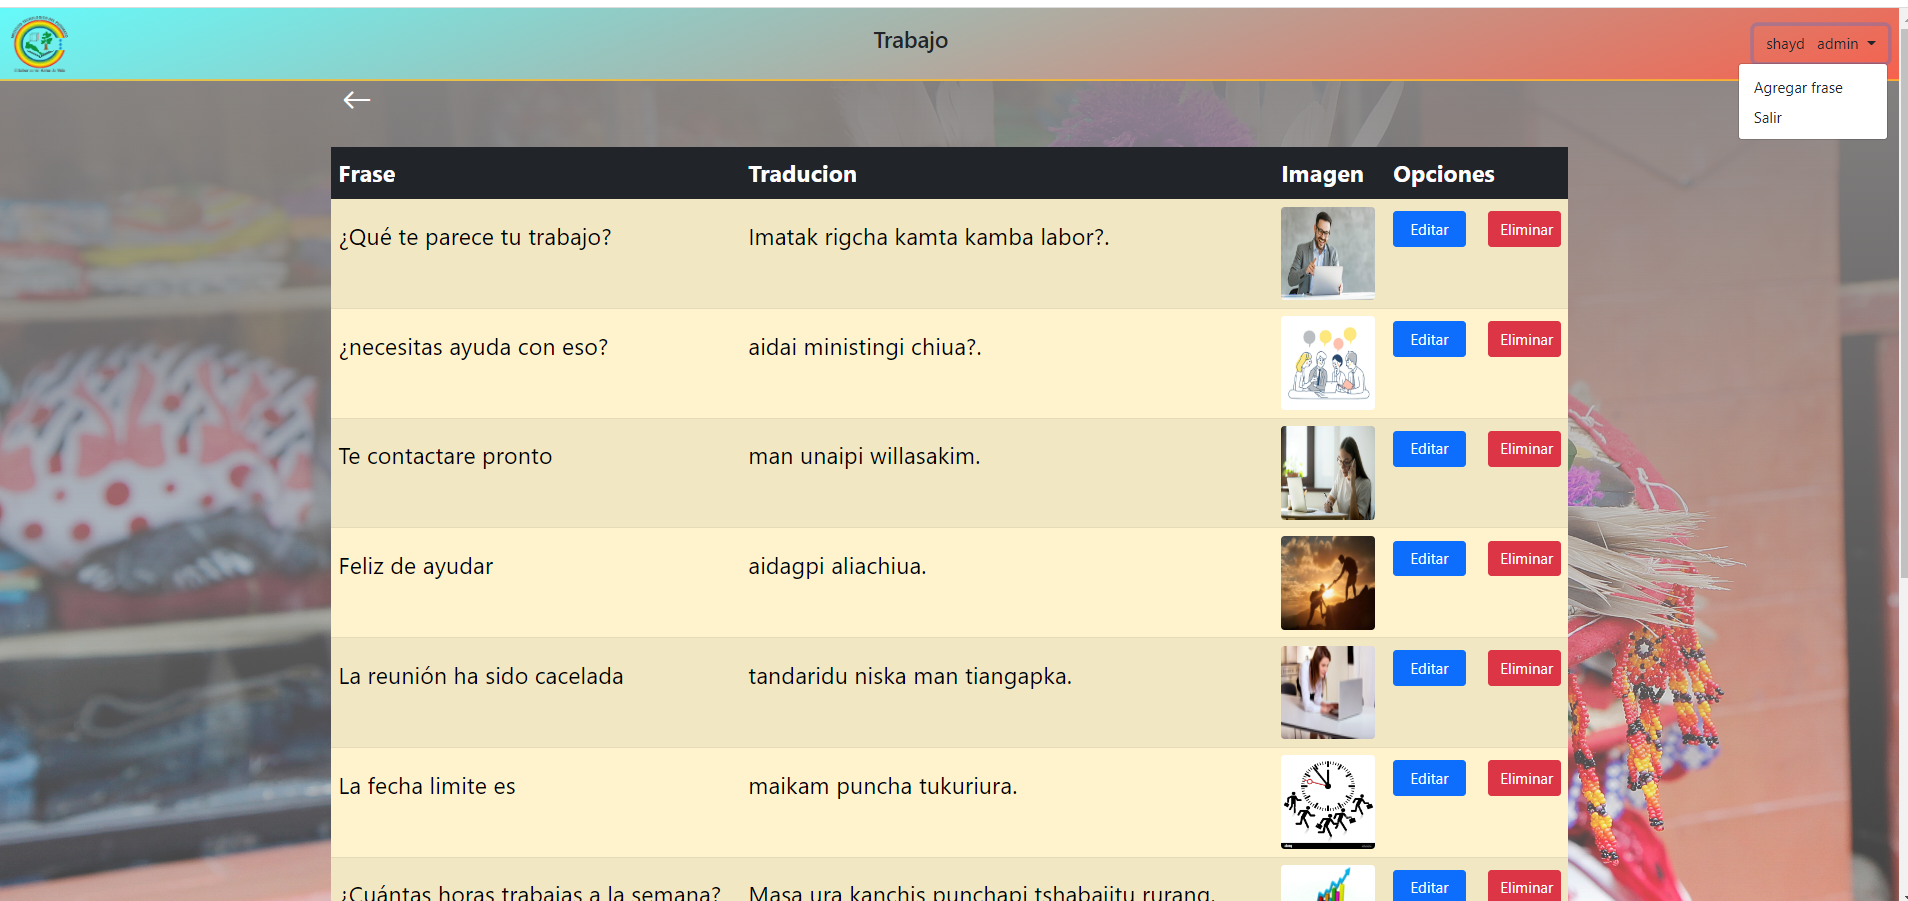 Trabajo
shayd admin
Agregar frase
Salir
Frase Traducion Imagen Opciones
¿Qué te parece tu trabajo? Imatak rigcha kamta kamba labor?. Editar Eliminar
¿necesitas ayuda con eso? aidai ministingi chiua?. Editar Eliminar
Te contactare pronto man unaipi willasakim. Editar Eliminar
Feliz de ayudar aidagpi aliachiua. Editar Eliminar
La reunión ha sido cacelada tandaridu niska man tiangapka. Editar Eliminar
La fecha limite es maikam puncha tukuriura. Editar Eliminar
¿Cuántas horas trabajas a la semana? Masa ura kanchis punchapi tshabajitu rurang. Editar Eliminar